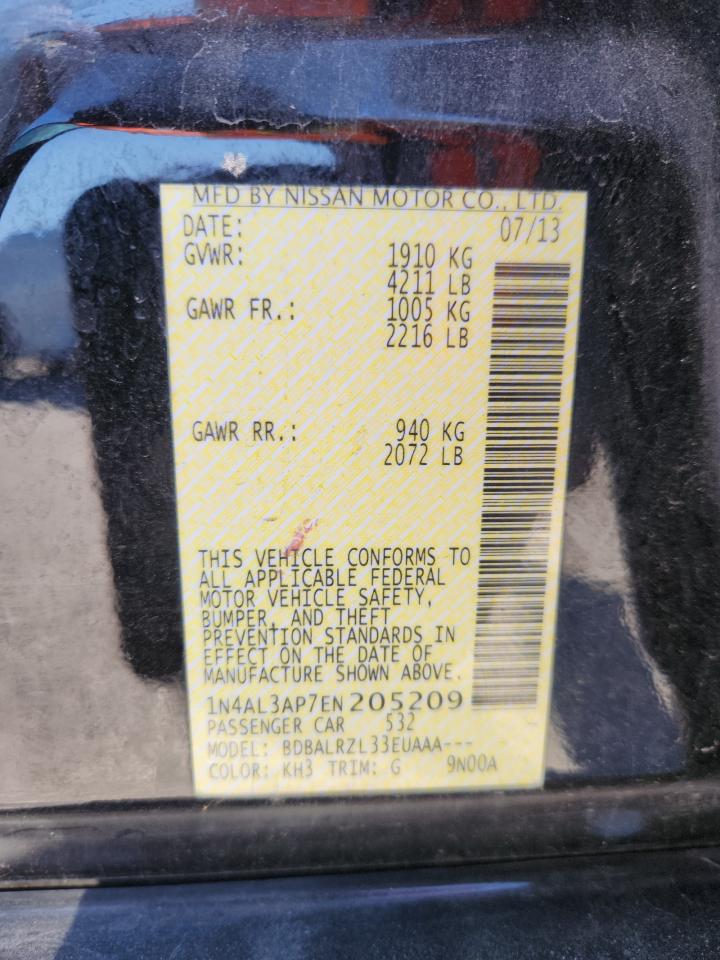 MFD BY NISSAN MOTOR CO., LTD.
DATE: 07/13
GVWR: 1910 KG
4211 LB
GAWR FR.: 1005 KG
2216 LB
GAWR RR.: 940 KG
2072 LB
THIS VEHICLE CONFORMS TO
ALL APPLICABLE FEDERAL
MOTOR VEHICLE SAFETY,
BUMPER, AND THEFT
PREVENTION STANDARDS IN
EFFECT ON THE DATE OF
MANUFACTURE SHOWN ABOVE.
1N4AL3AP7EN205209
PASSENGER CAR 532
MODEL: BDBALRZL33EUAAA---
COLOR: KH3 TRIM: G 9N00A